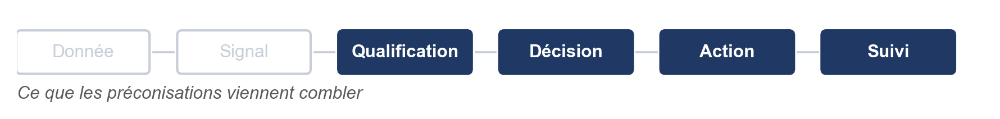 Donnée Signal Qualification Décision Action Suivi
Ce que les préconisations viennent combler